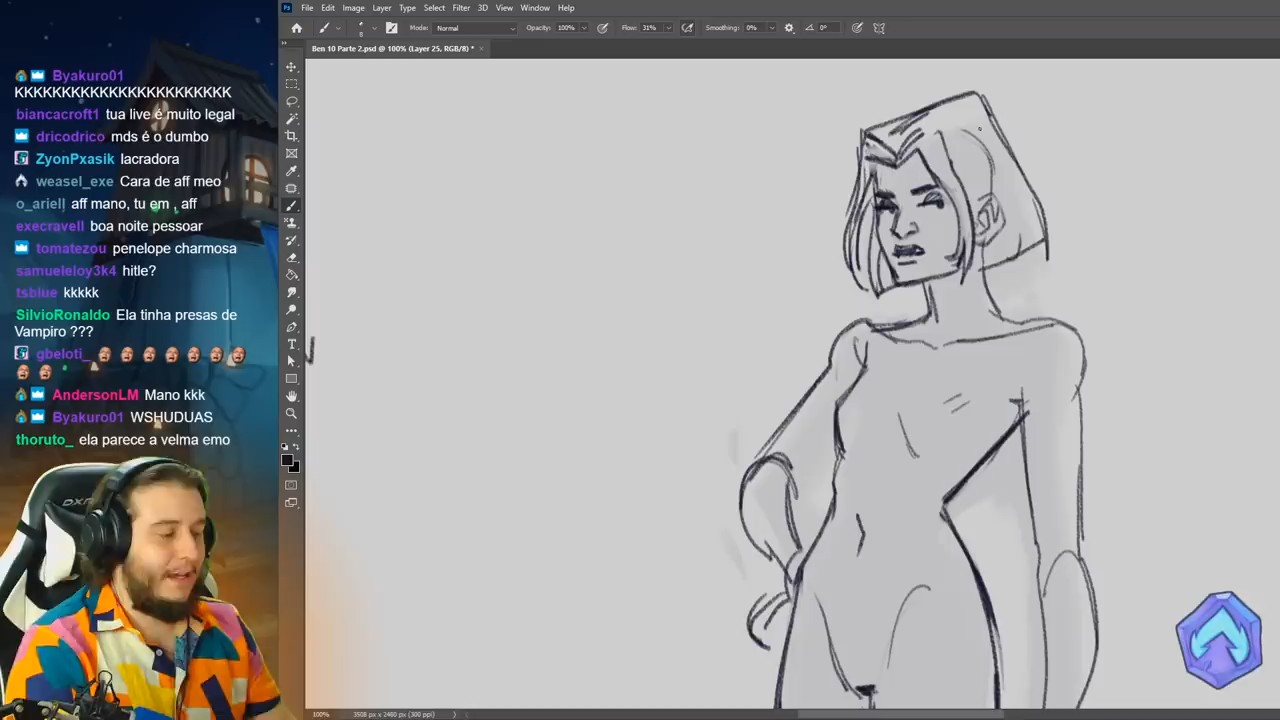 File Edit Image Layer Type Select Filter 3D View Window Help
Mode: Normal Opacity: 100% Flow: 31% Smoothing: 0% 0°
Ben 10 Parte 2.psd @ 100% (Layer 25, RGB/8) *
Byakuro01
KKKKKKKKKKKKKKKKKKKKKK
biancacroft1 tua live é muito legal
dricodrico mds é o dumbo
ZyonPxasik lacradora
weasel_exe Cara de aff meo
o_ariell aff mano, tu em , aff
execravell boa noite pessoar
tomatezou penelope charmosa
samueleloy3k4 hitle?
tsblue kkkkk
SilvioRonaldo Ela tinha presas de
Vampiro ???
gbeloti_
AndersonLM Mano kkk
Byakuro01 WSHUDUAS
thoruto_ ela parece a velma emo
100% 3508 px x 2480 px (300 ppi)